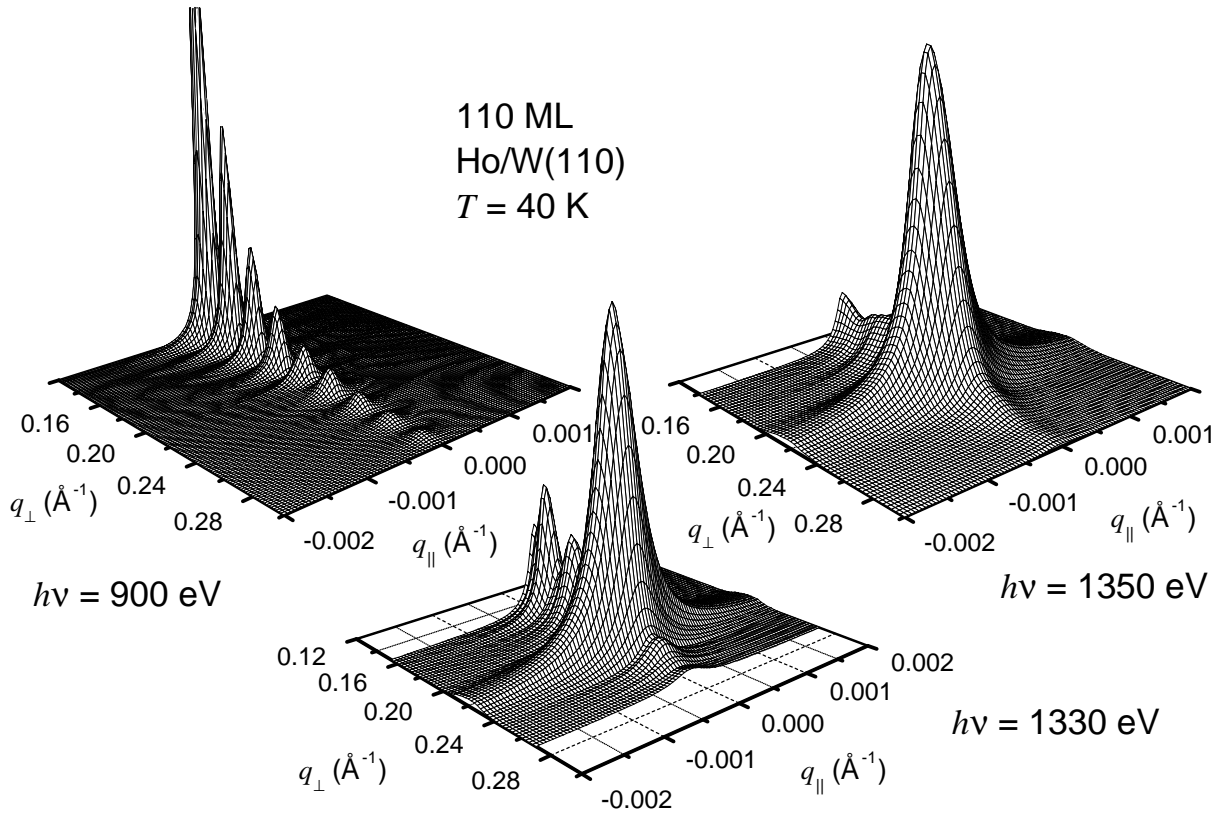 110 ML
Ho/W(110)
T = 40 K
0.16
0.20
0.24
0.28
q⊥ (Å⁻¹)
-0.002
-0.001
0.000
0.001
q|| (Å⁻¹)
hν = 900 eV
0.16
0.20
0.24
0.28
q⊥ (Å⁻¹)
-0.002
-0.001
0.000
0.001
q|| (Å⁻¹)
hν = 1350 eV
0.12
0.16
0.20
0.24
0.28
q⊥ (Å⁻¹)
-0.002
-0.001
0.000
0.001
0.002
q|| (Å⁻¹)
hν = 1330 eV